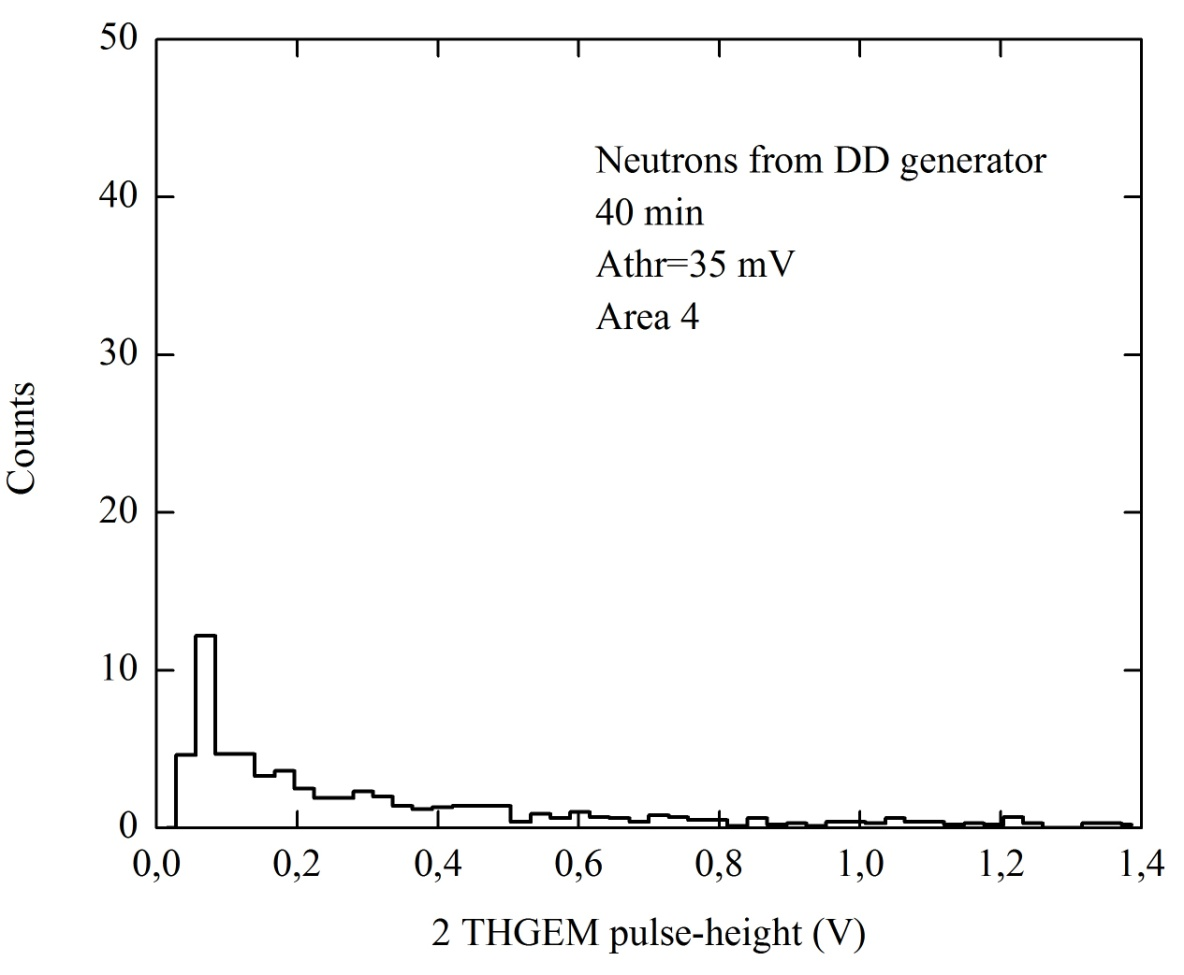 50
40
30
20
10
0
Counts
Neutrons from DD generator
40 min
Athr=35 mV
Area 4
0,0 0,2 0,4 0,6 0,8 1,0 1,2 1,4
2 THGEM pulse-height (V)